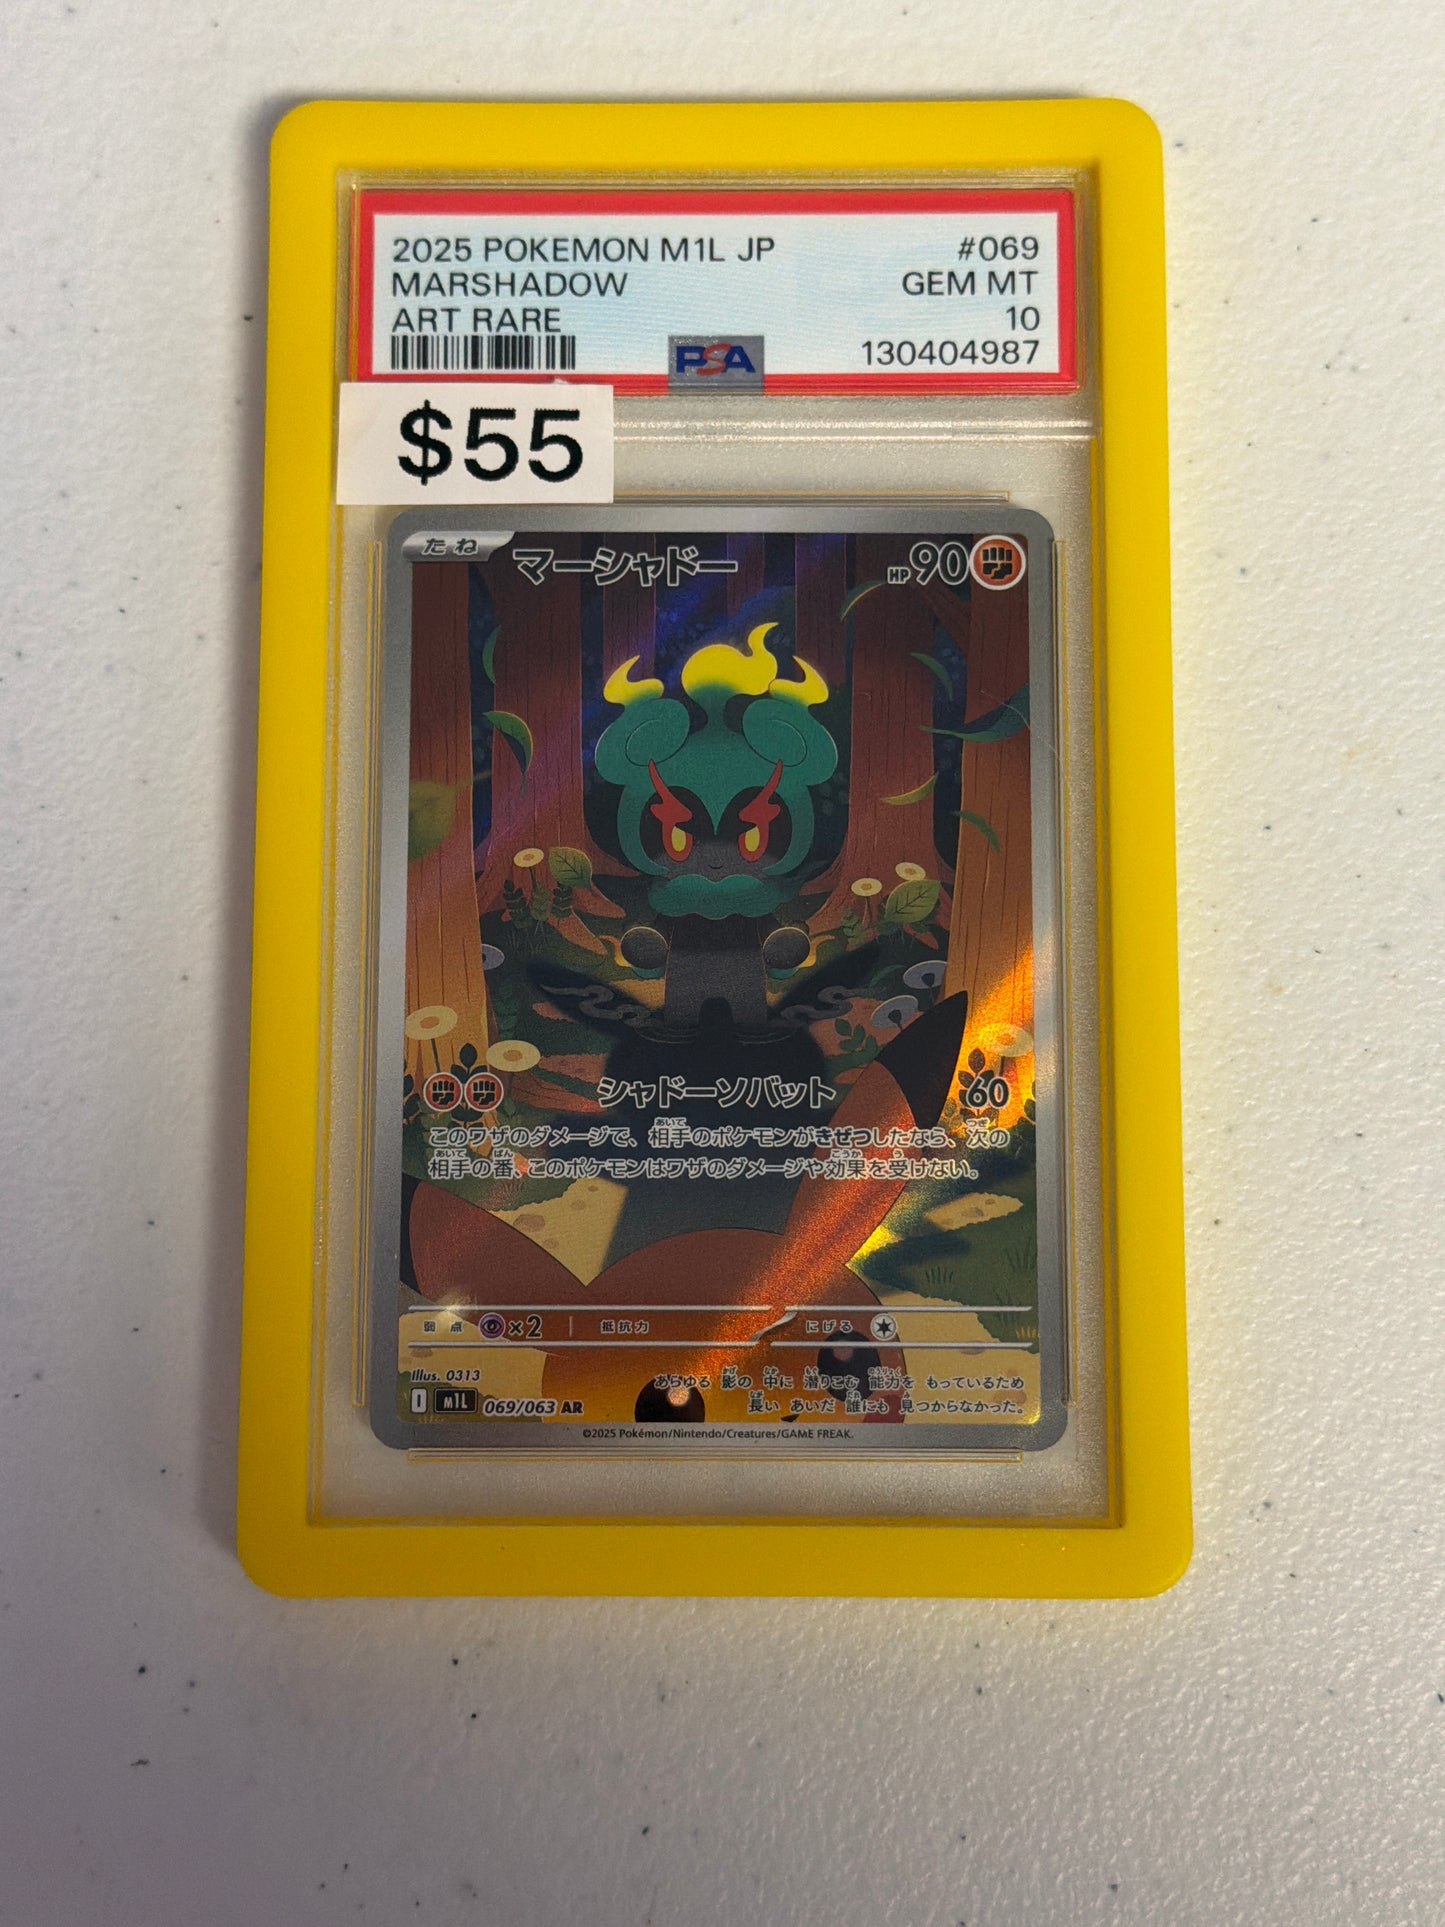 2025 POKEMON M1L JP #069
MARSHADOW GEM MT
ART RARE 10
PSA 130404987
$55
たね マーシャドー HP90
シャドーソバット 60
このワザのダメージで、相手のポケモンがきぜつしたなら、次の
相手の番、このポケモンはワザのダメージや効果を受けない。
弱点 ×2 抵抗力 にげる
Illus. 0313
あらゆる 影の 中に 潜りこむ 能力を もっているため
長い あいだ 誰にも 見つからなかった。
I M1L 069/063 AR
©2025 Pokémon/Nintendo/Creatures/GAME FREAK.